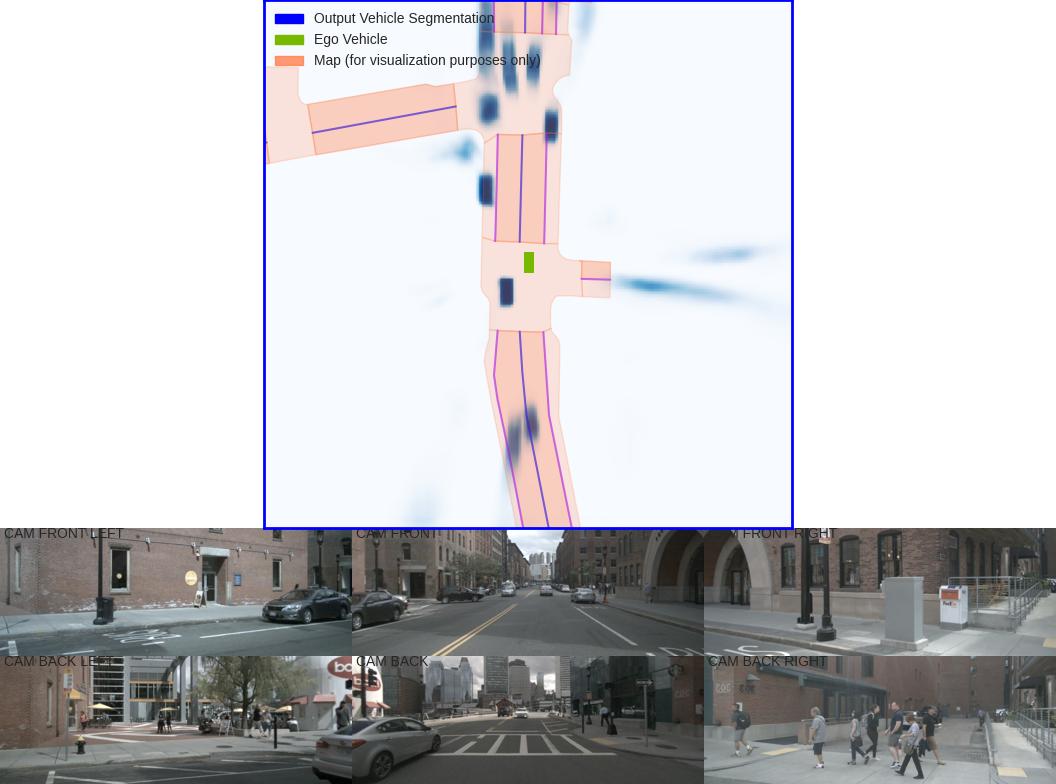 Output Vehicle Segmentation
Ego Vehicle
Map (for visualization purposes only)
CAM FRONT LEFT
CAM FRONT
FRONT RIGHT
FedEx
CAM BACK LEFT
CAM BACK
CAM BACK RIGHT